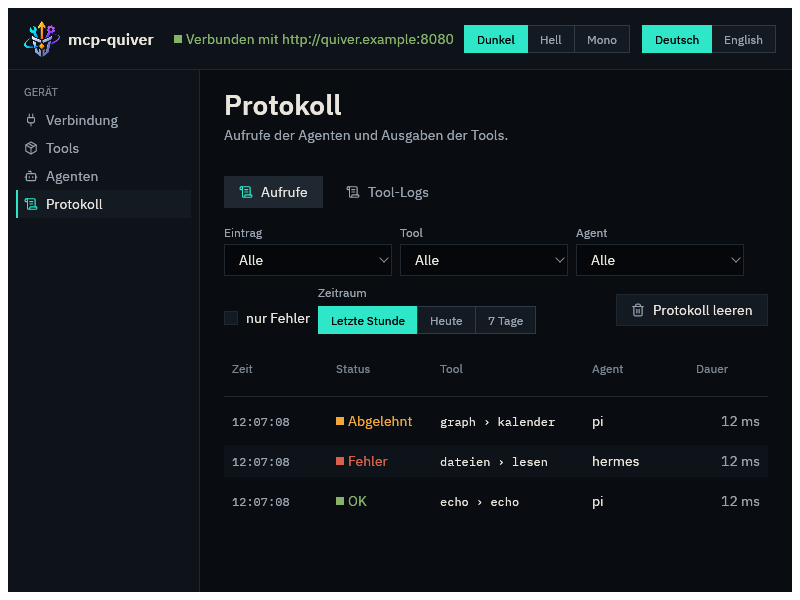 mcp-quiver
Verbunden mit http://quiver.example:8080
Dunkel Hell Mono
Deutsch English
GERÄT
Verbindung
Tools
Agenten
Protokoll
Protokoll
Aufrufe der Agenten und Ausgaben der Tools.
Aufrufe Tool-Logs
Eintrag Tool Agent
Alle Alle Alle
Zeitraum
nur Fehler Letzte Stunde Heute 7 Tage Protokoll leeren
Zeit Status Tool Agent Dauer
12:07:08 Abgelehnt graph › kalender pi 12 ms
12:07:08 Fehler dateien › lesen hermes 12 ms
12:07:08 OK echo › echo pi 12 ms